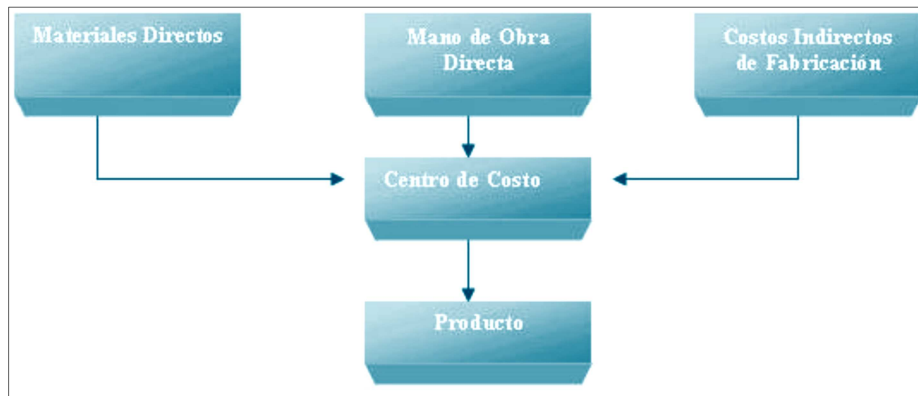 Materiales Directos
Mano de Obra
Directa
Costos Indirectos
de Fabricación
Centro de Costo
Producto